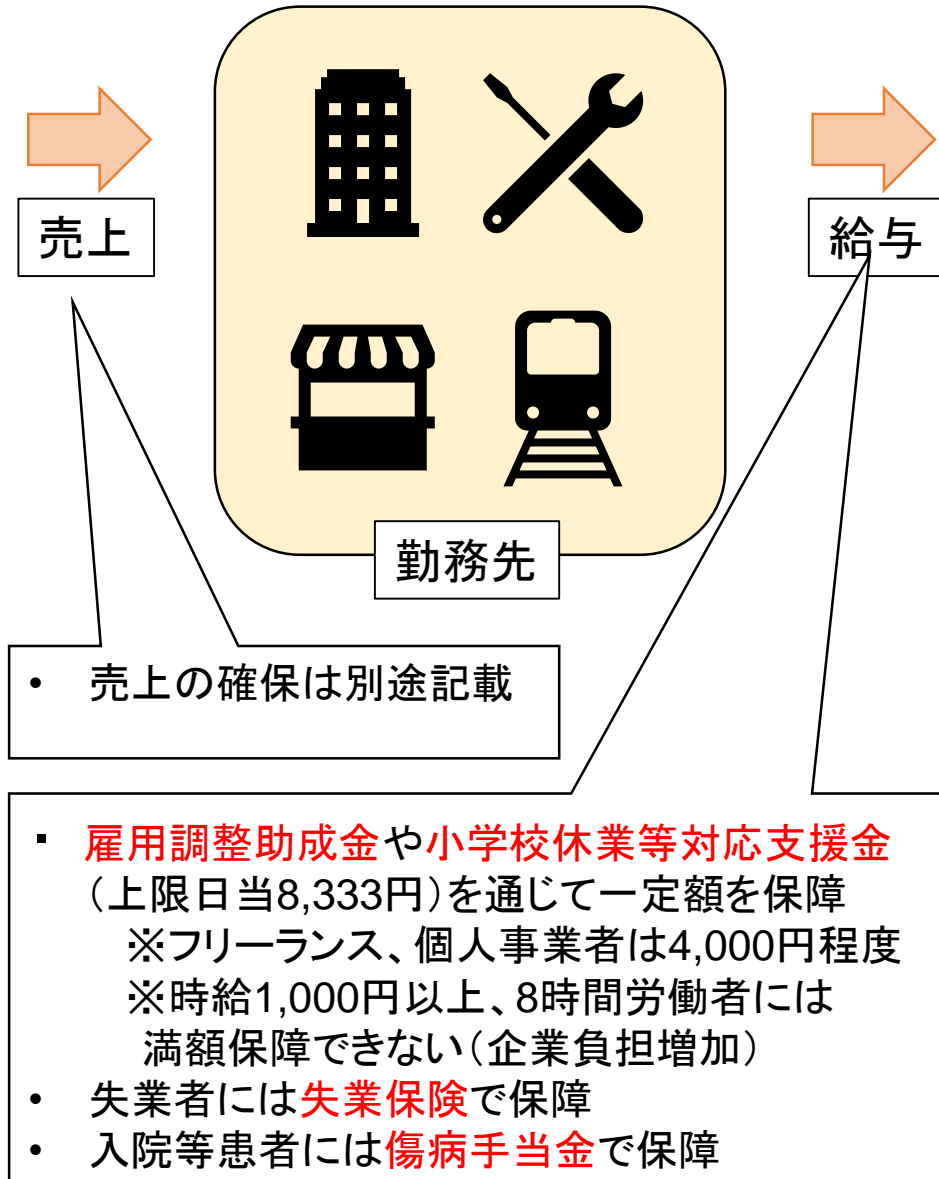 売上
給与
勤務先
• 売上の確保は別途記載
▪ 雇用調整助成金や小学校休業等対応支援金
（上限日当8,333円）を通じて一定額を保障
※フリーランス、個人事業者は4,000円程度
※時給1,000円以上、8時間労働者には
満額保障できない（企業負担増加）
• 失業者には失業保険で保障
• 入院等患者には傷病手当金で保障